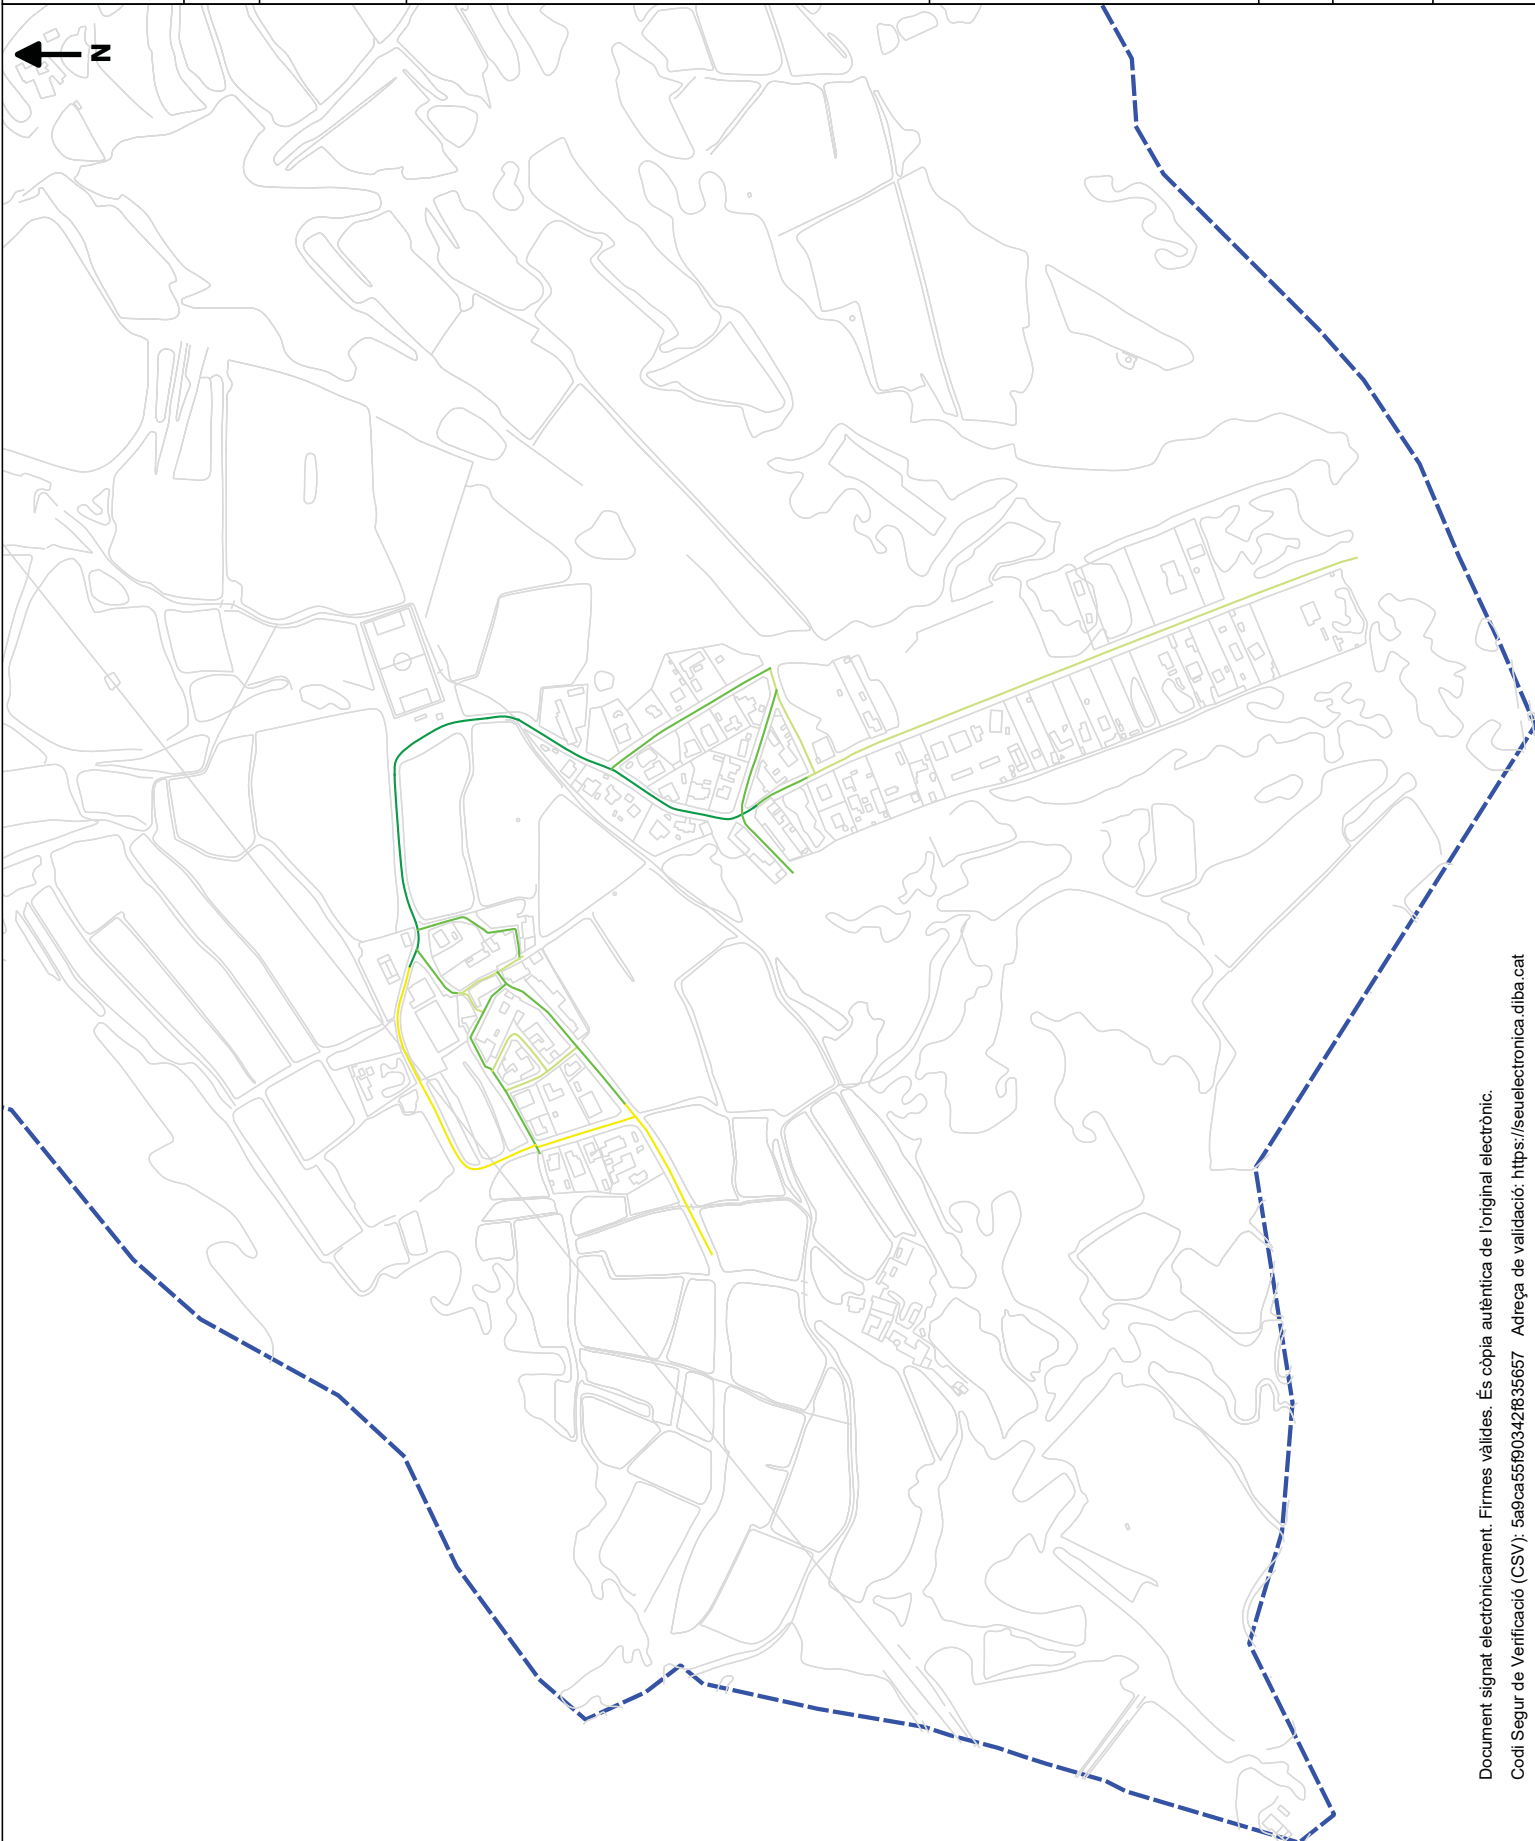 N
Document signat electrònicament. Firmes vàlides. És còpia autèntica de l'original electrònic.
Codi Segur de Verificació (CSV): 5a9ca55f90342f835657 Adreça de validació: https://seuelectronica.diba.cat